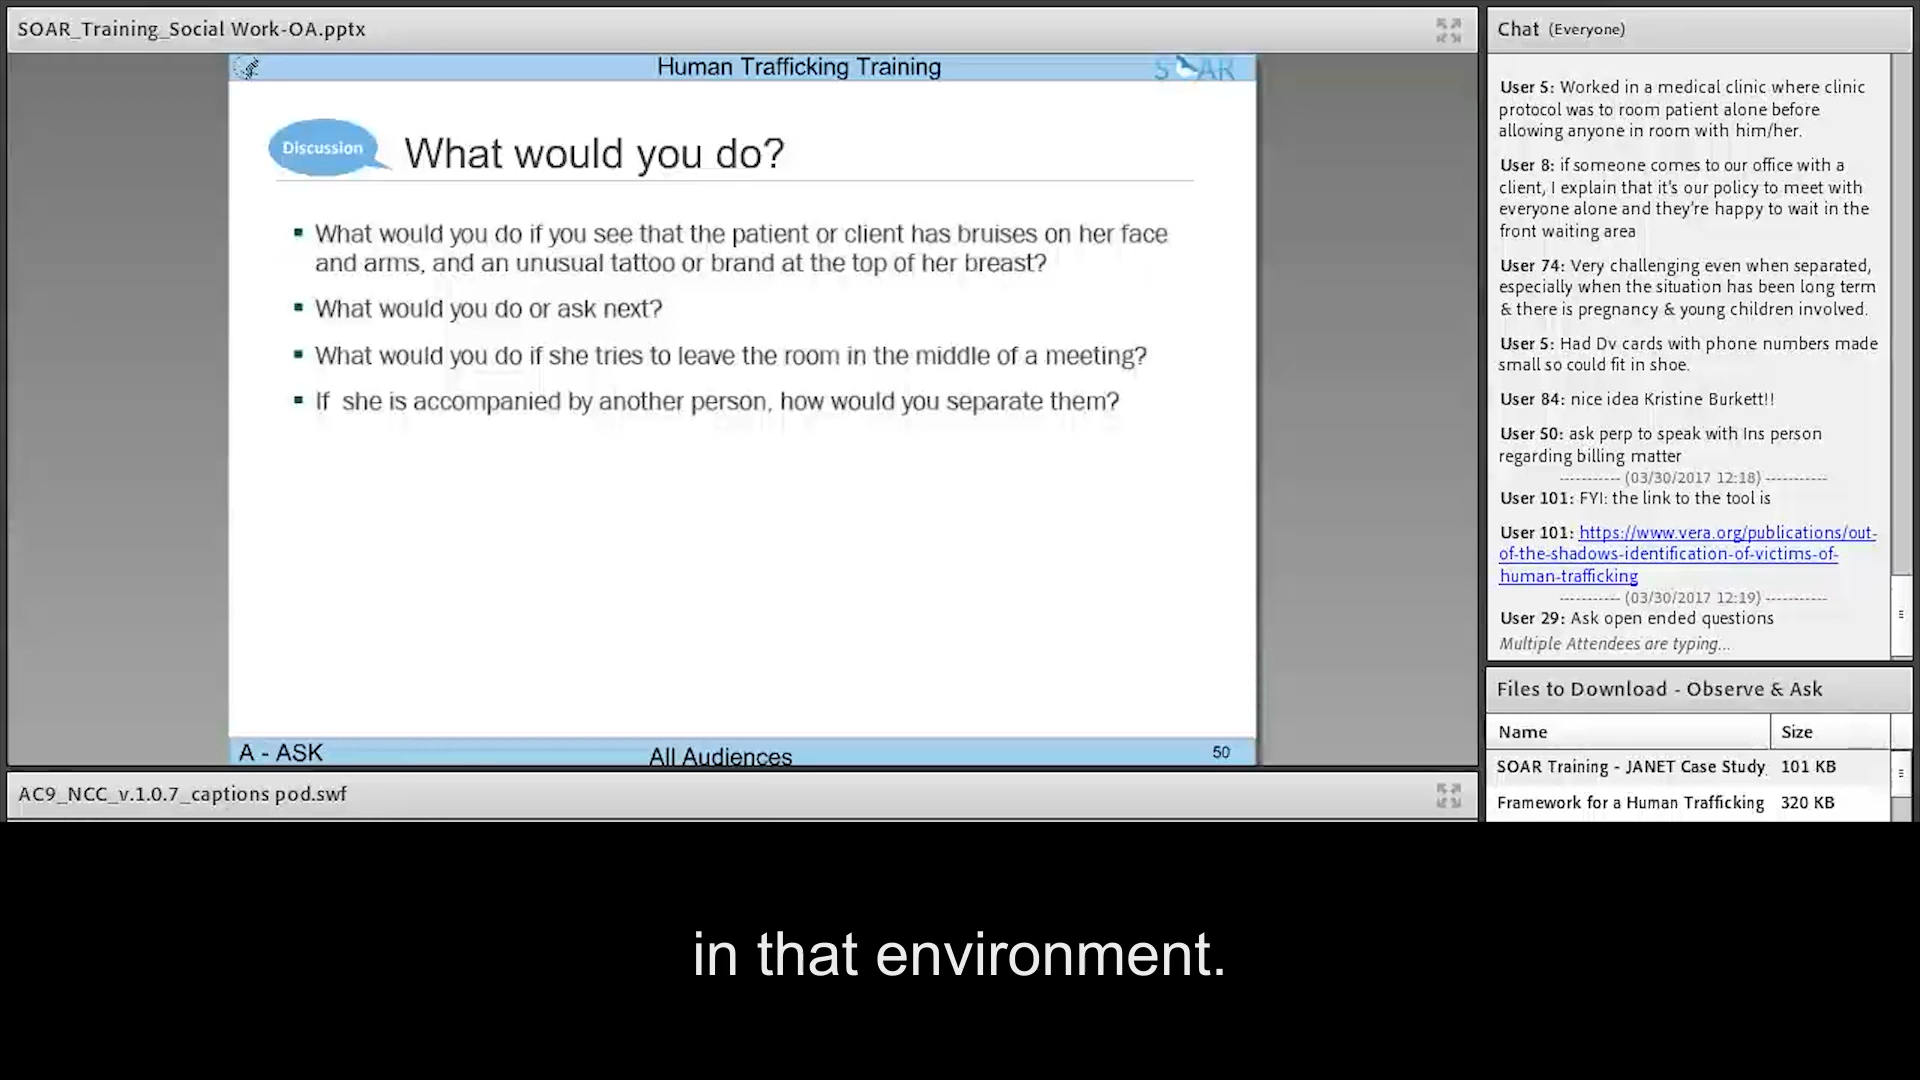 SOAR_Training_Social Work-OA.pptx
Human Trafficking Training
SOAR
Discussion
What would you do?
▪ What would you do if you see that the patient or client has bruises on her face
and arms, and an unusual tattoo or brand at the top of her breast?
▪ What would you do or ask next?
▪ What would you do if she tries to leave the room in the middle of a meeting?
▪ If she is accompanied by another person, how would you separate them?
A - ASK
All Audiences
50
AC9_NCC_v.1.0.7_captions pod.swf
in that environment.
Chat (Everyone)
User 5: Worked in a medical clinic where clinic
protocol was to room patient alone before
allowing anyone in room with him/her.
User 8: if someone comes to our office with a
client, I explain that it's our policy to meet with
everyone alone and they're happy to wait in the
front waiting area
User 74: Very challenging even when separated,
especially when the situation has been long term
& there is pregnancy & young children involved.
User 5: Had Dv cards with phone numbers made
small so could fit in shoe.
User 84: nice idea Kristine Burkett!!
User 50: ask perp to speak with Ins person
regarding billing matter
----------- (03/30/2017 12:18) -----------
User 101: FYI: the link to the tool is
User 101: https://www.vera.org/publications/out-
of-the-shadows-identification-of-victims-of-
human-trafficking
----------- (03/30/2017 12:19) -----------
User 29: Ask open ended questions
Multiple Attendees are typing...
Files to Download - Observe & Ask
Name Size
SOAR Training - JANET Case Study 101 KB
Framework for a Human Trafficking 320 KB